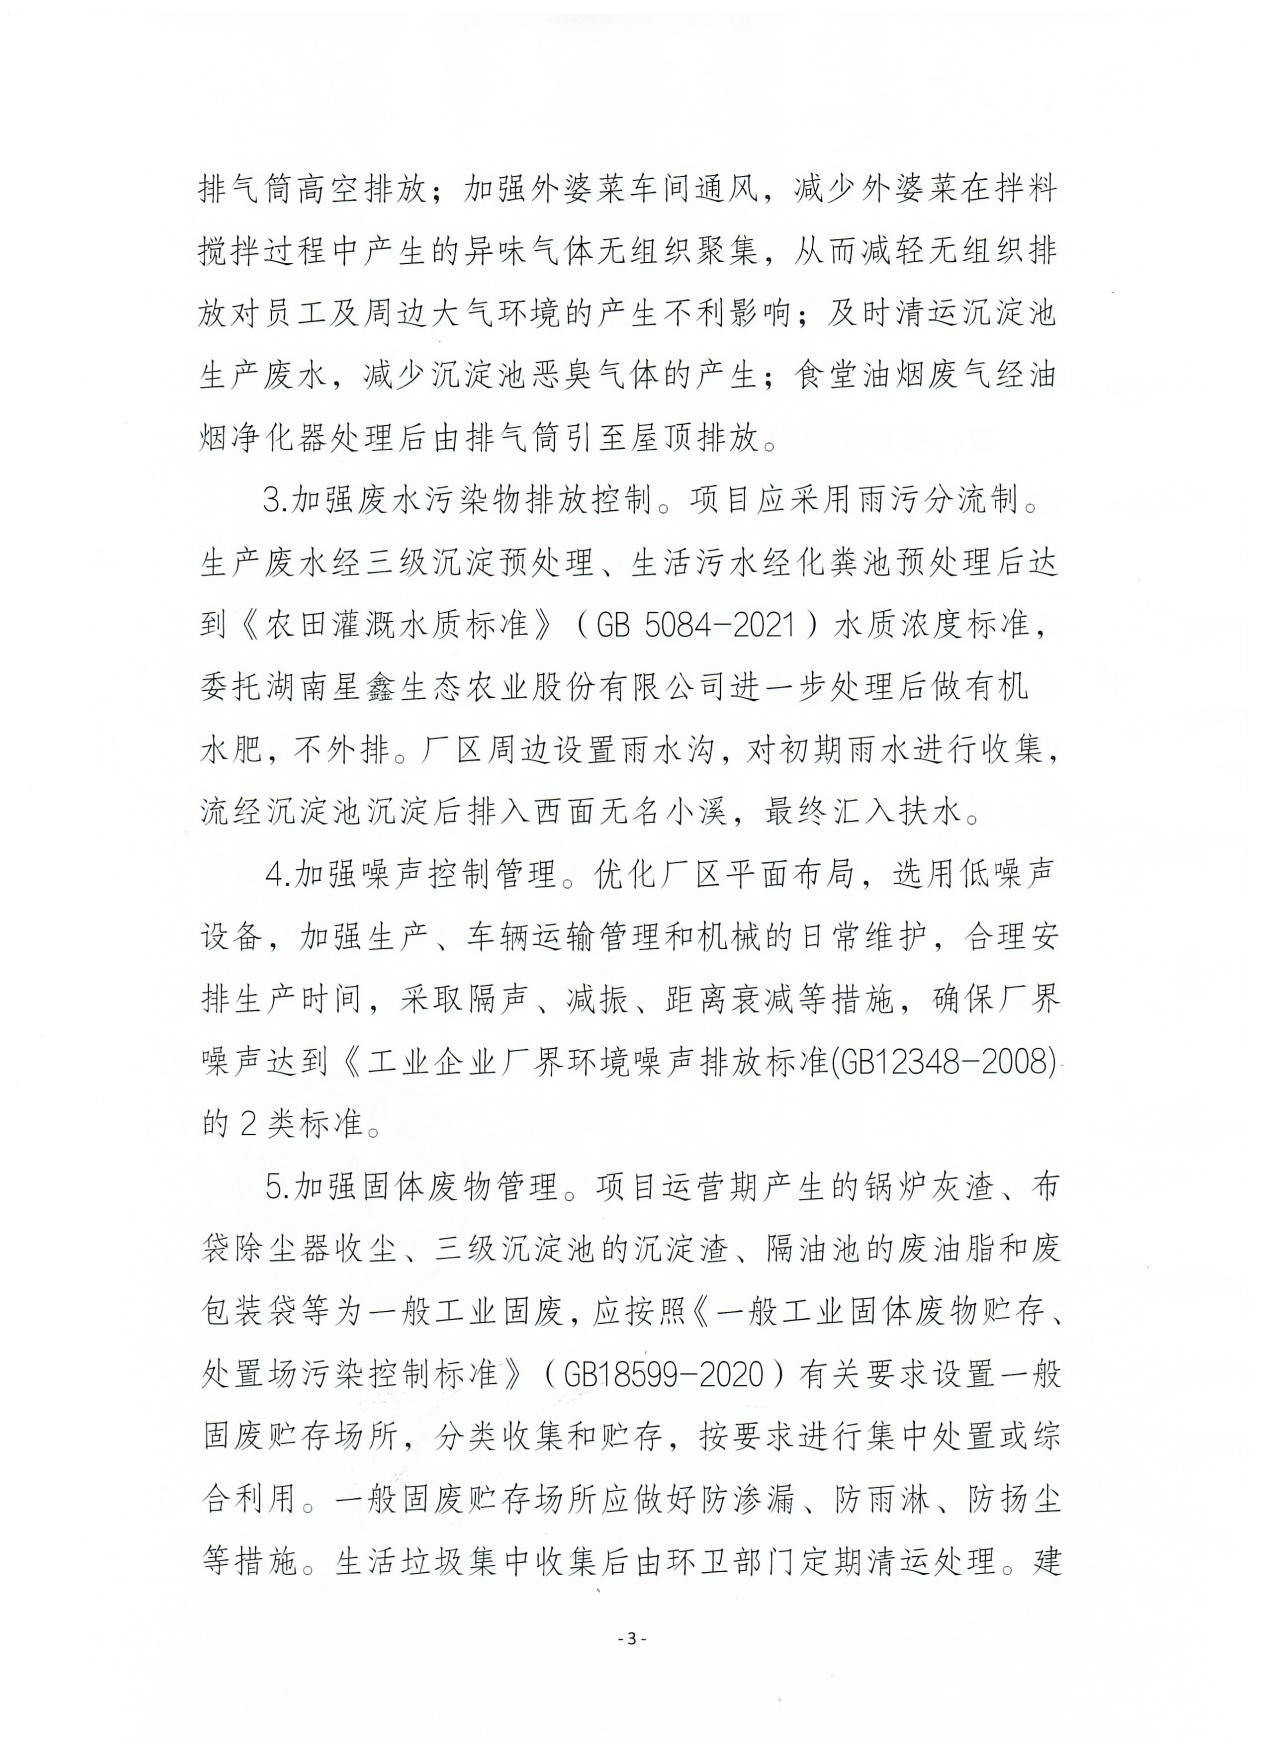 排气筒高空排放；加强外婆菜车间通风，减少外婆菜在拌料
搅拌过程中产生的异味气体无组织聚集，从而减轻无组织排
放对员工及周边大气环境的产生不利影响；及时清运沉淀池
生产废水，减少沉淀池恶臭气体的产生；食堂油烟废气经油
烟净化器处理后由排气筒引至屋顶排放。
3.加强废水污染物排放控制。项目应采用雨污分流制。
生产废水经三级沉淀预处理、生活污水经化粪池预处理后达
到《农田灌溉水质标准》（GB 5084-2021）水质浓度标准，
委托湖南星鑫生态农业股份有限公司进一步处理后做有机
水肥，不外排。厂区周边设置雨水沟，对初期雨水进行收集，
流经沉淀池沉淀后排入西面无名小溪，最终汇入扶水。
4.加强噪声控制管理。优化厂区平面布局，选用低噪声
设备，加强生产、车辆运输管理和机械的日常维护，合理安
排生产时间，采取隔声、减振、距离衰减等措施，确保厂界
噪声达到《工业企业厂界环境噪声排放标准(GB12348-2008)
的 2 类标准。
5.加强固体废物管理。项目运营期产生的锅炉灰渣、布
袋除尘器收尘、三级沉淀池的沉淀渣、隔油池的废油脂和废
包装袋等为一般工业固废，应按照《一般工业固体废物贮存、
处置场污染控制标准》（GB18599-2020）有关要求设置一般
固废贮存场所，分类收集和贮存，按要求进行集中处置或综
合利用。一般固废贮存场所应做好防渗漏、防雨淋、防扬尘
等措施。生活垃圾集中收集后由环卫部门定期清运处理。建
- 3 -